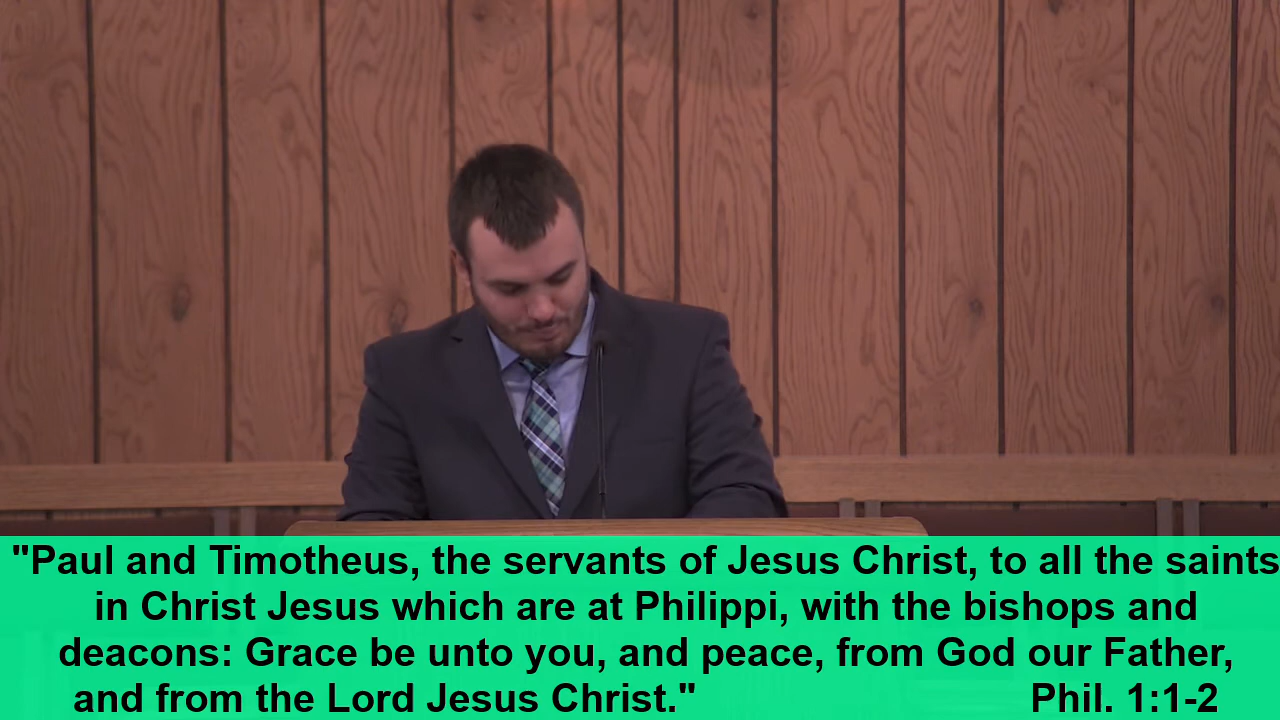 "Paul and Timotheus, the servants of Jesus Christ, to all the saints
in Christ Jesus which are at Philippi, with the bishops and
deacons: Grace be unto you, and peace, from God our Father,
and from the Lord Jesus Christ." Phil. 1:1-2